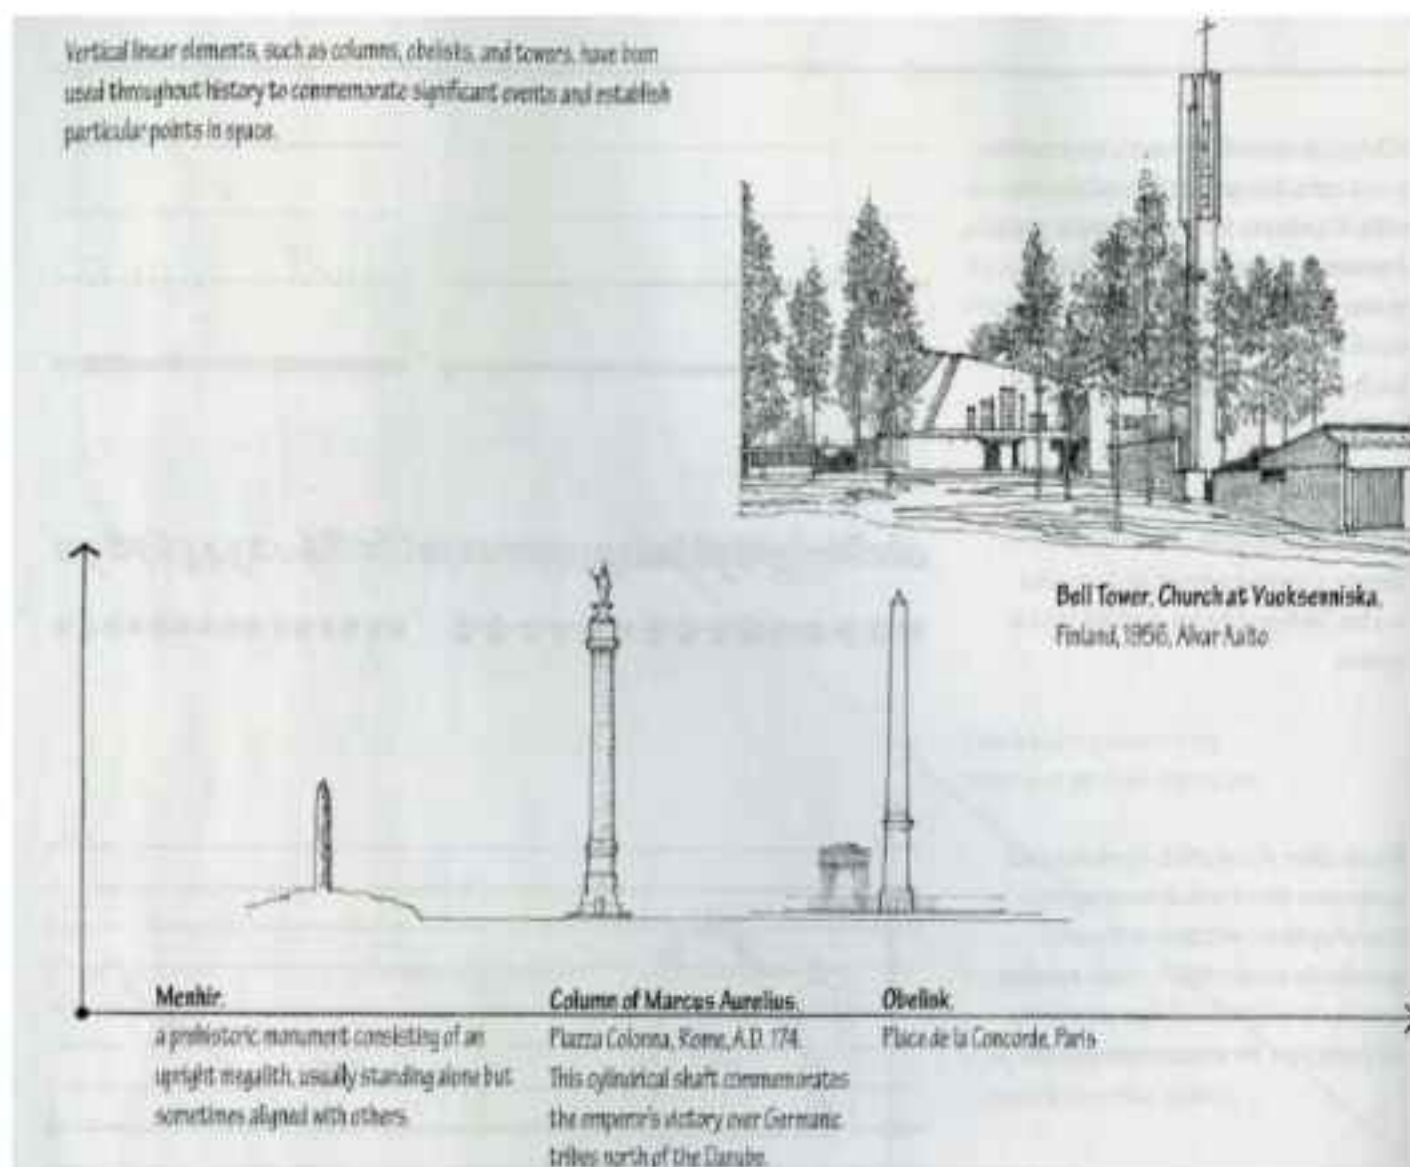 Vertical linear elements, such as columns, obelisks, and towers, have been
used throughout history to commemorate significant events and establish
particular points in space.
Bell Tower, Church at Vuoksenniska,
Finland, 1956, Alvar Aalto
Menhir,
a prehistoric monument consisting of an
upright megalith, usually standing alone but
sometimes aligned with others.
Column of Marcus Aurelius,
Piazza Colonna, Rome, A.D. 174.
This cylindrical shaft commemorates
the emperor's victory over Germanic
tribes north of the Danube.
Obelisk,
Place de la Concorde, Paris